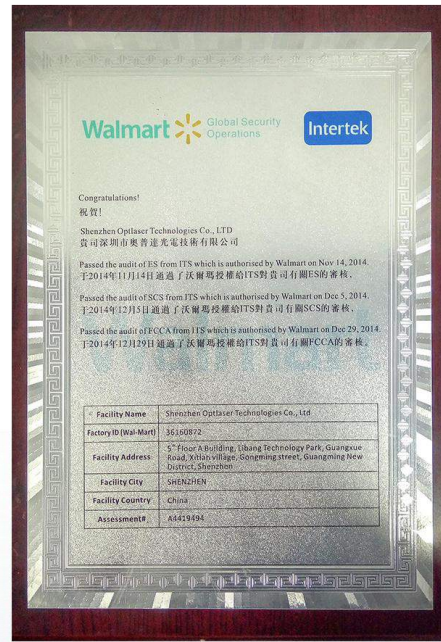 Walmart
Global Security
Operations
Intertek
Congratulations!
祝賀!
Shenzhen Optlaser Technologies Co., LTD
貴司深圳市奧普達光電技術有限公司
Passed the audit of ES from ITS which is authorised by Walmart on Nov 14, 2014.
于2014年11月14日通過了沃爾瑪授權給ITS對貴司有關ES的審核。
Passed the audit of SCS from ITS which is authorised by Walmart on Dec 5, 2014.
于2014年12月5日通過了沃爾瑪授權給ITS對貴司有關SCS的審核。
Passed the audit of FCCA from ITS which is authorised by Walmart on Dec 29, 2014.
于2014年12月29日通過了沃爾瑪授權給ITS對貴司有關FCCA的審核。
Facility Name Shenzhen Optlaser Technologies Co., Ltd
Factory ID (Wal-Mart) 36160872
Facility Address 5th Floor A Building, Libang Technology Park, Guangxue
Road, Xitian village, Gongming street, Guangming New
District, Shenzhen
Facility City SHENZHEN
Facility Country China
Assessment# A4419494